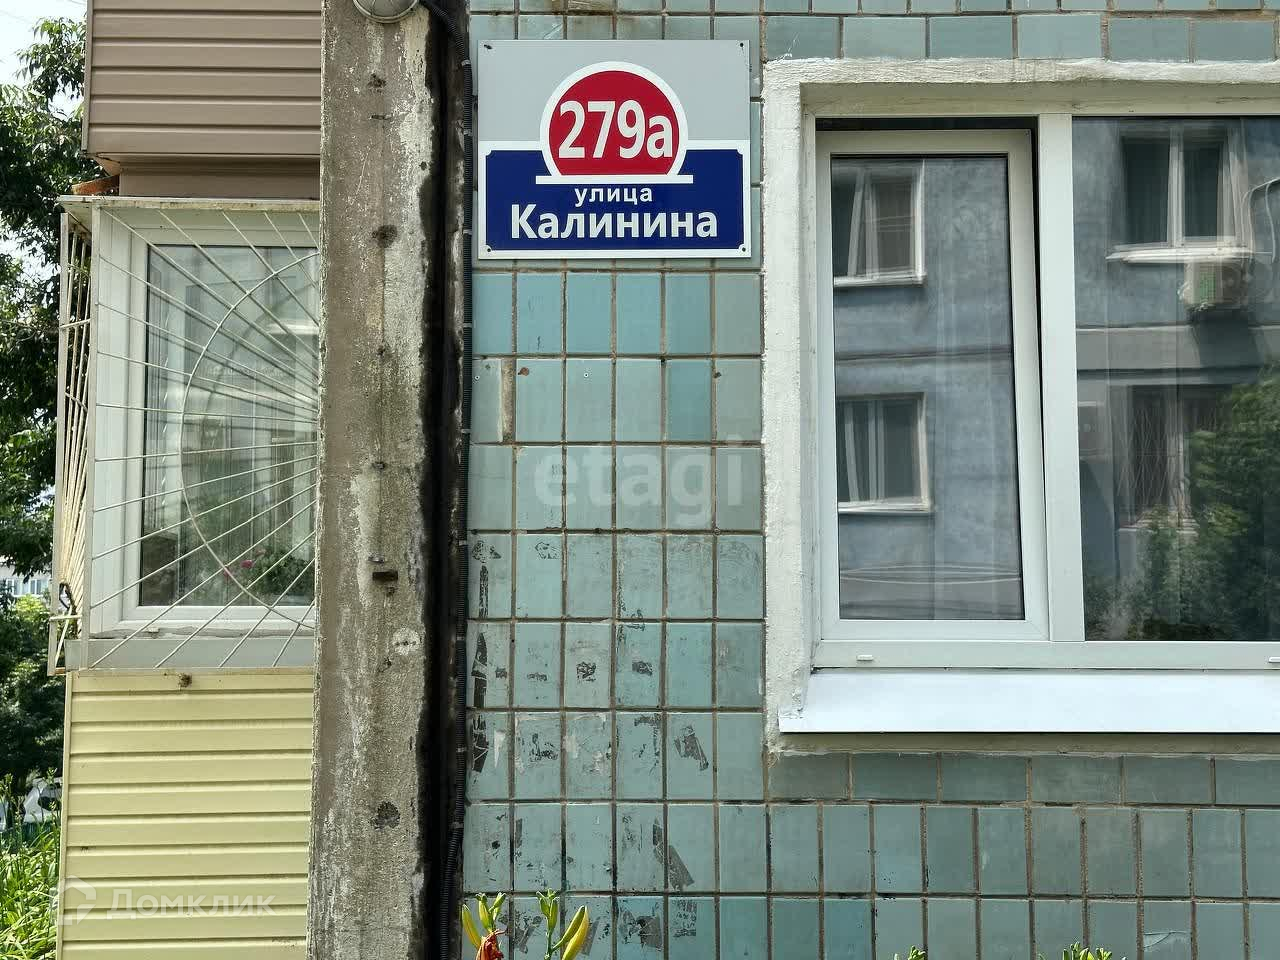 279а
улица
Калинина
etagi
Домклик